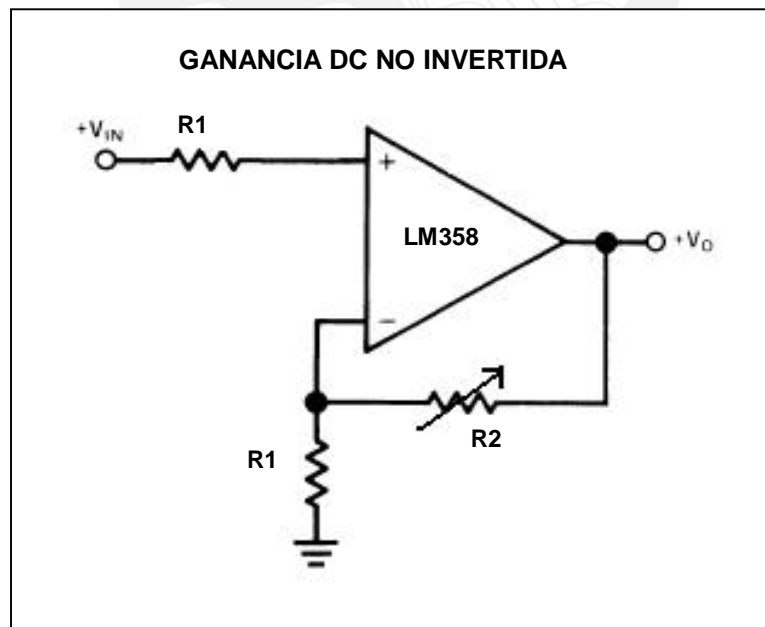 GANANCIA DC NO INVERTIDA
+VIN
R1
+
LM358
+VO
−
R2
R1